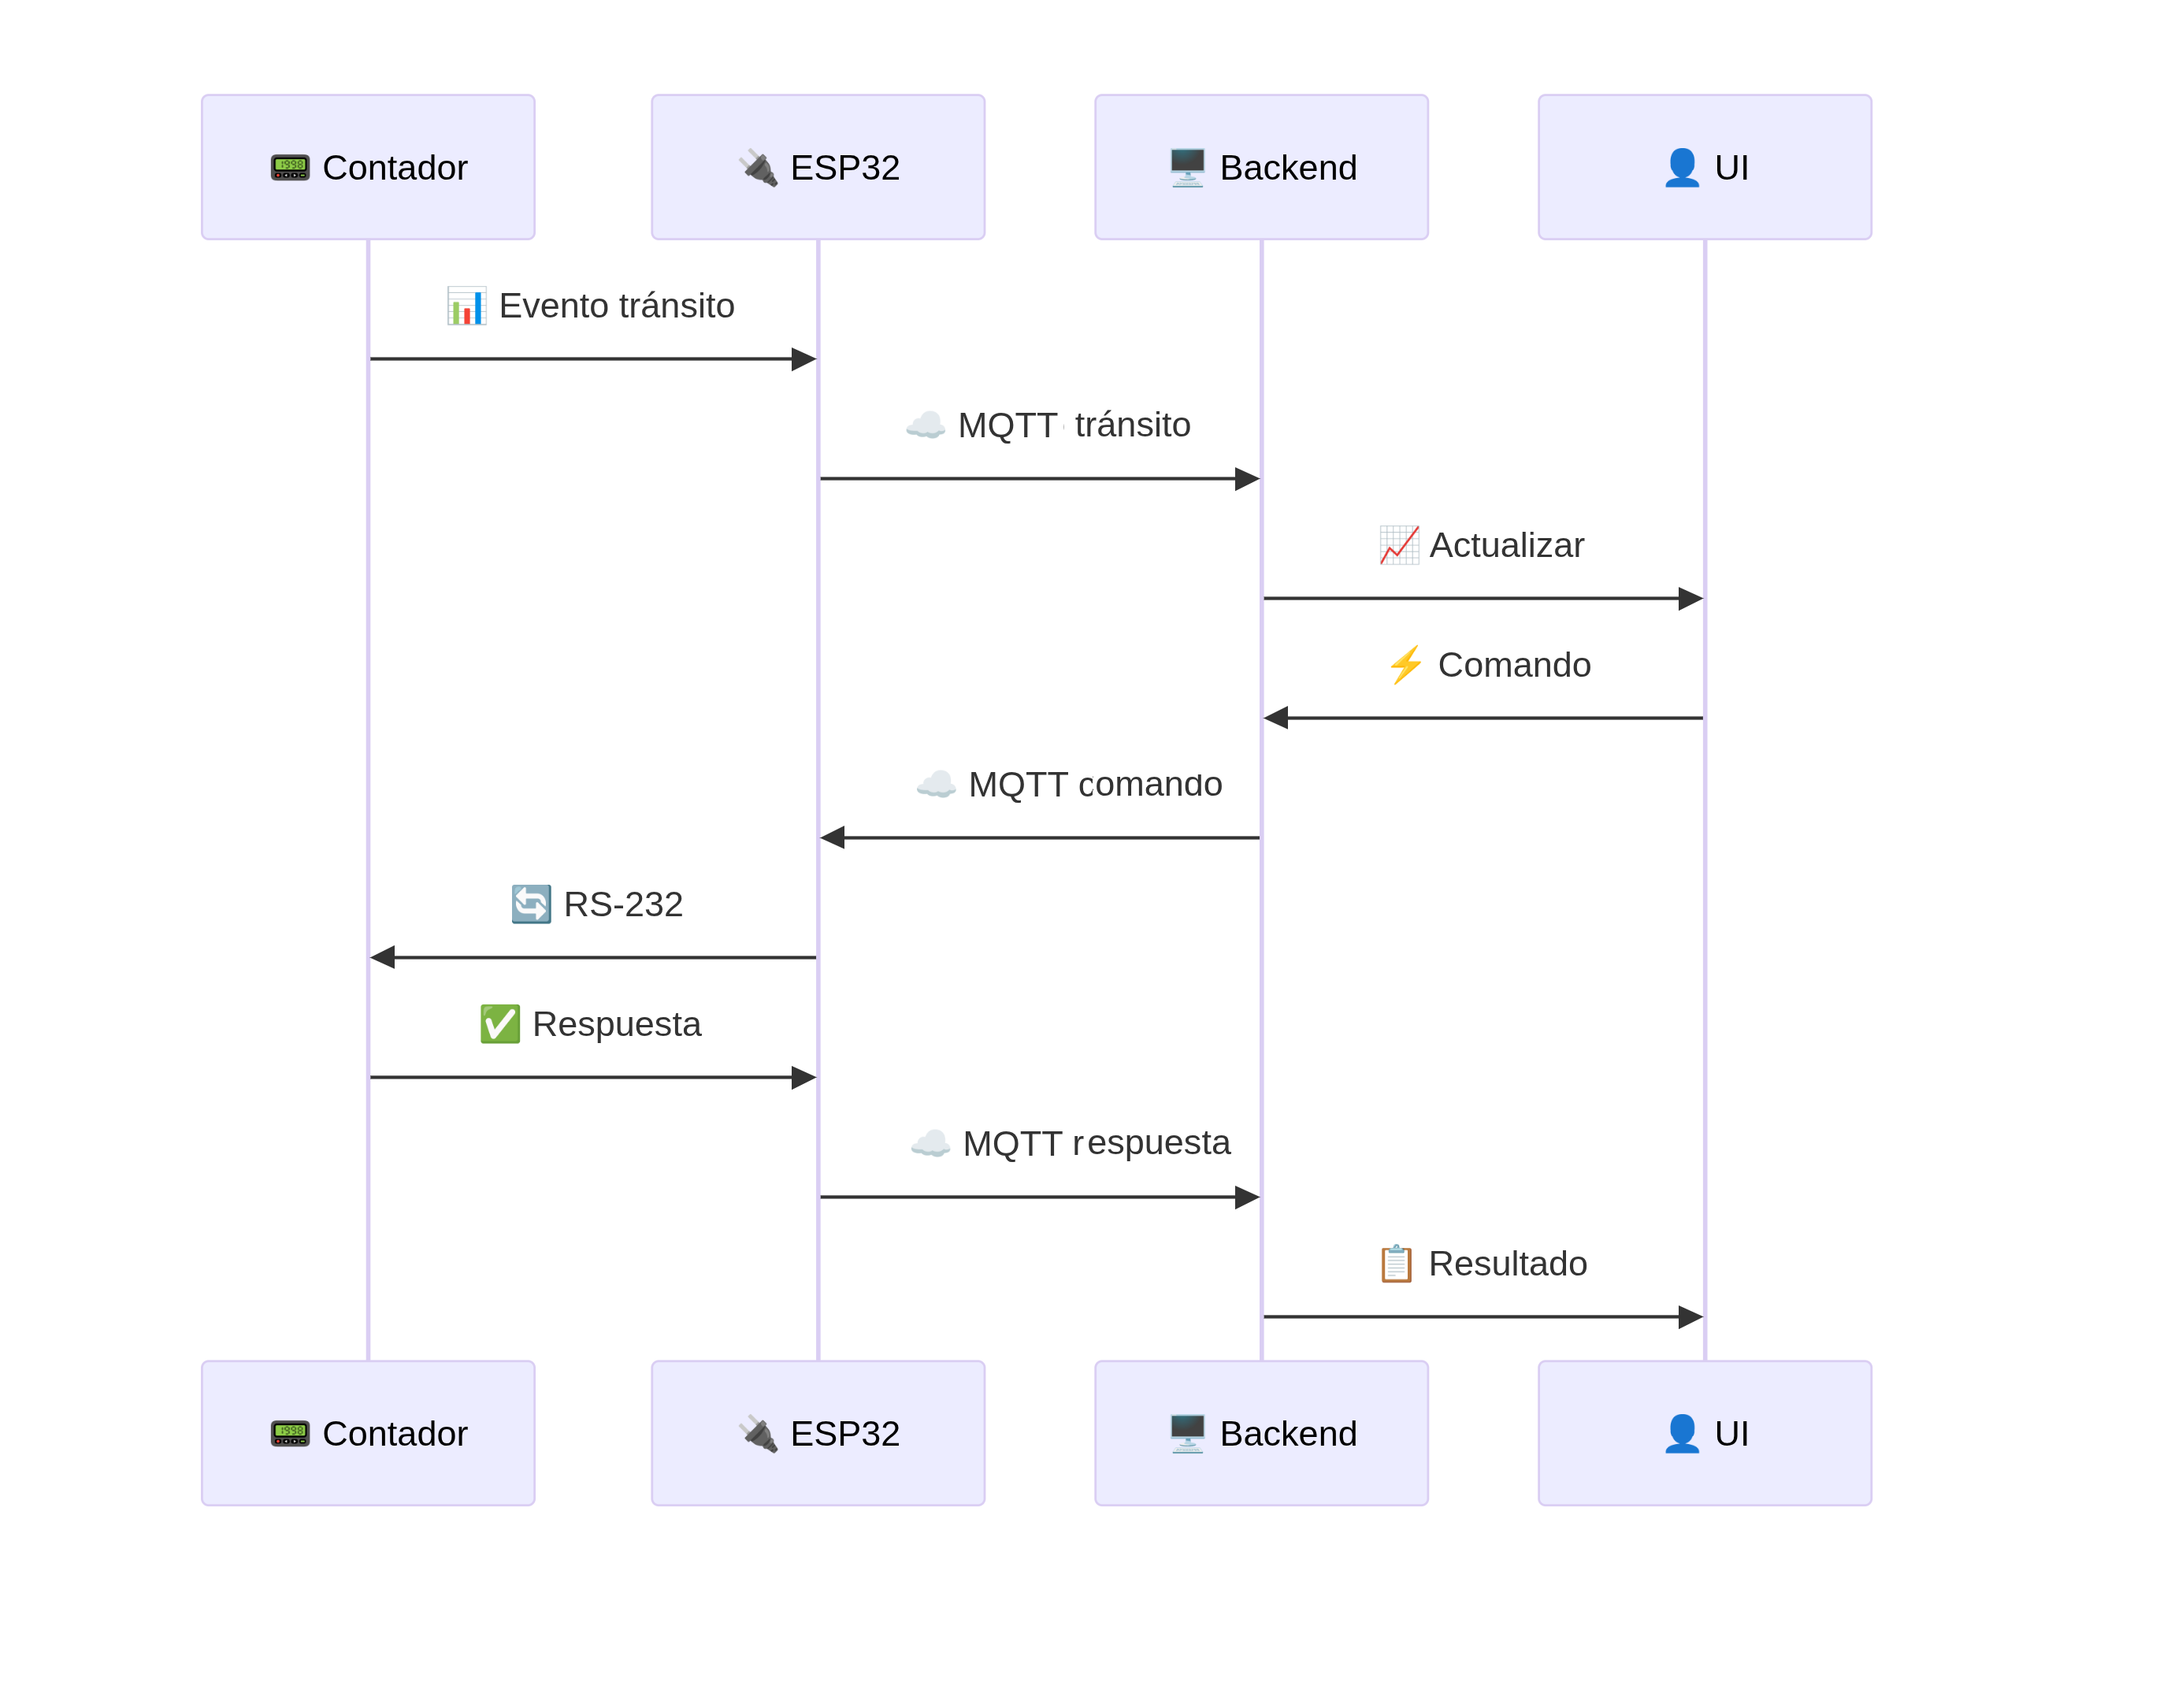 📟 Contador
🔌 ESP32
🖥️ Backend
👤 UI
📊 Evento tránsito
☁️ MQTT tránsito
📈 Actualizar
⚡ Comando
☁️ MQTT comando
🔄 RS-232
✅ Respuesta
☁️ MQTT respuesta
📋 Resultado
📟 Contador
🔌 ESP32
🖥️ Backend
👤 UI